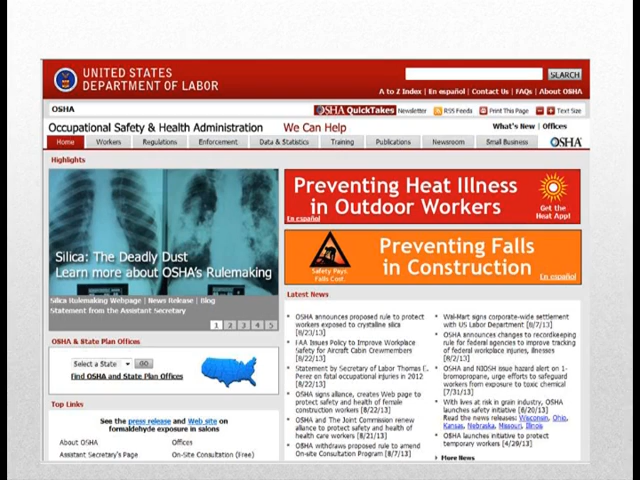 UNITED STATES
DEPARTMENT OF LABOR
SEARCH
A to Z Index | En español | Contact Us | FAQs | About OSHA
OSHA
OSHA QuickTakes Newsletter RSS Feeds Print This Page Text Size
Occupational Safety & Health Administration We Can Help
What's New | Offices
Home Workers Regulations Enforcement Data & Statistics Training Publications Newsroom Small Business OSHA
Highlights
Silica: The Deadly Dust
Learn more about OSHA's Rulemaking
Silica Rulemaking Webpage | News Release | Blog
Statement from the Assistant Secretary
1 2 3 4 5
Preventing Heat Illness
in Outdoor Workers
En español
Get the
Heat App!
Preventing Falls
in Construction
Safety Pays.
Falls Cost.
En español
OSHA & State Plan Offices
Select a State GO
Find OSHA and State Plan Offices
Top Links
See the press release and Web site on
formaldehyde exposure in salons
About OSHA Offices
Assistant Secretary's Page On-Site Consultation (Free)
Latest News
OSHA announces proposed rule to protect
workers exposed to crystalline silica
[8/23/13]
FAA Issues Policy to Improve Workplace
Safety for Aircraft Cabin Crewmembers
[8/22/13]
Statement by Secretary of Labor Thomas E.
Perez on fatal occupational injuries in 2012
[8/22/13]
OSHA signs alliance, creates Web page to
protect safety and health of female
construction workers [8/22/13]
OSHA and The Joint Commission renew
alliance to protect safety and health of
health care workers [8/21/13]
OSHA withdraws proposed rule to amend
On-site Consultation Program [8/7/13]
Wal-Mart signs corporate-wide settlement
with US Labor Department [8/7/13]
OSHA announces changes to recordkeeping
rule for federal agencies to improve tracking
of federal workplace injuries, illnesses
[8/2/13]
OSHA and NIOSH issue hazard alert on 1-
bromopropane, urge efforts to safeguard
workers from exposure to toxic chemical
[7/31/13]
With lives at risk in grain industry, OSHA
launches safety initiative [8/20/13]
Read the news releases: Wisconsin, Ohio,
Kansas, Nebraska, Missouri, Illinois
OSHA launches initiative to protect
temporary workers [4/29/13]
More News